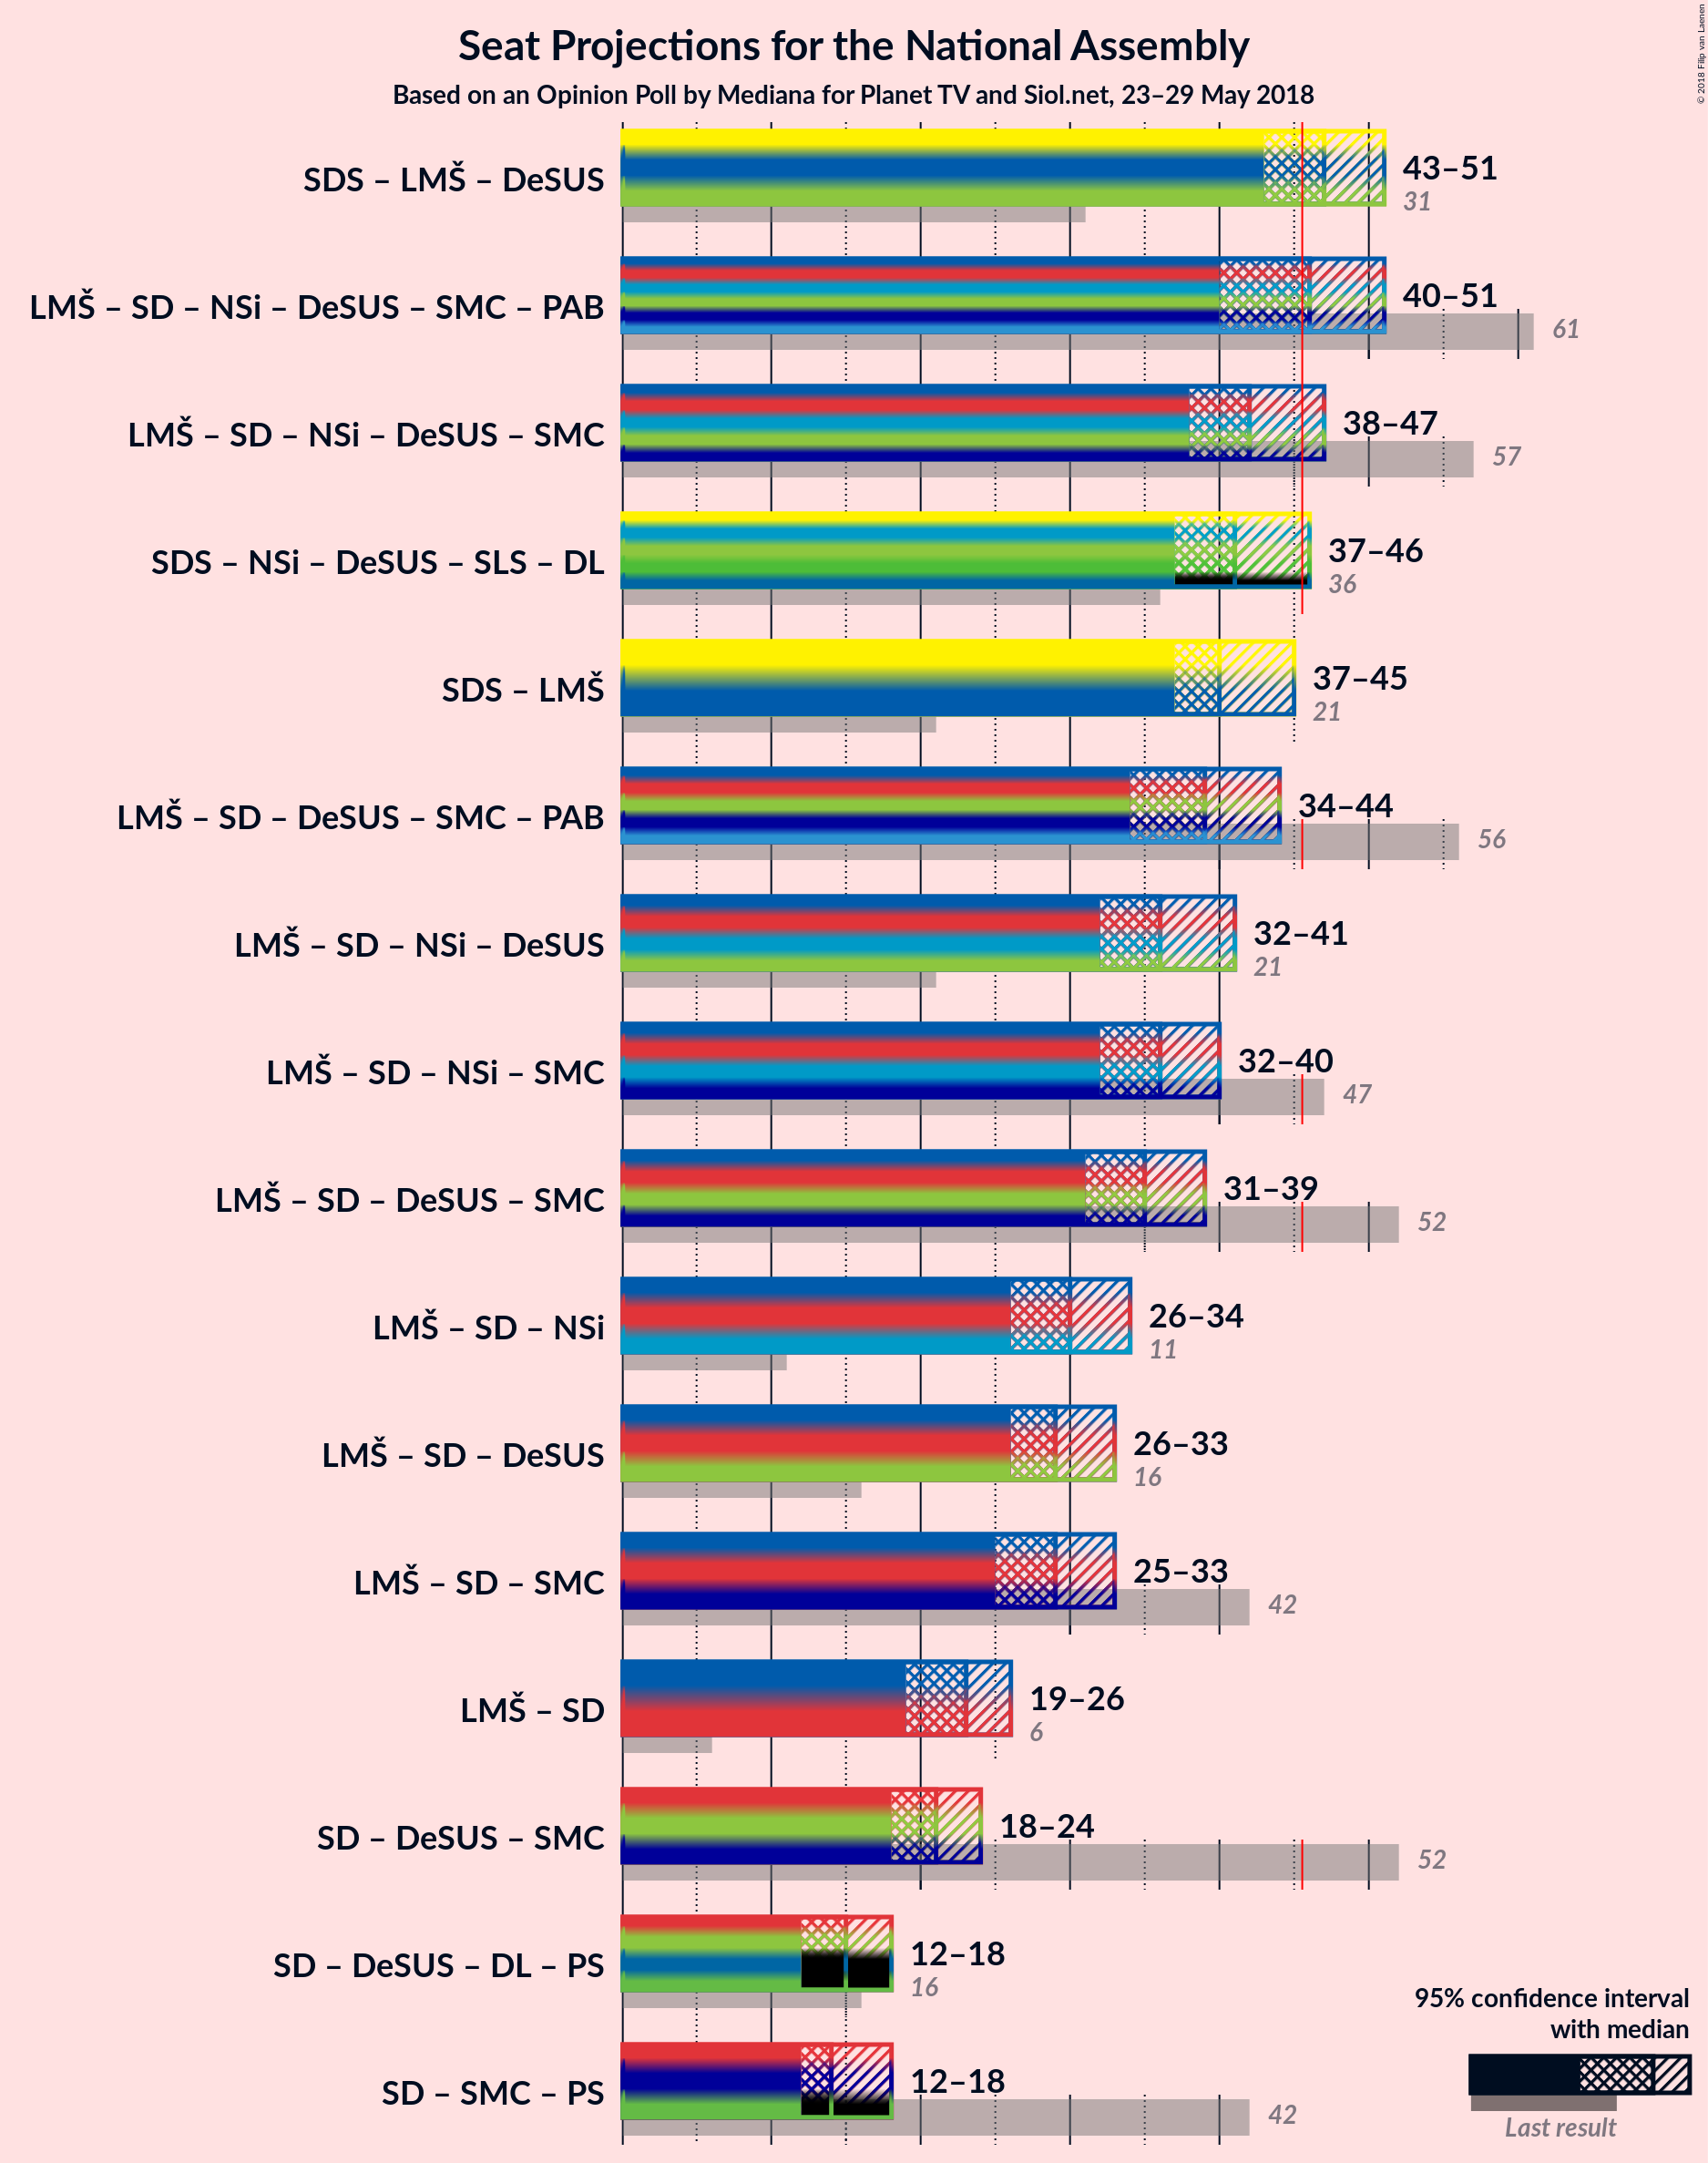 Seat Projections for the National Assembly
Based on an Opinion Poll by Mediana for Planet TV and Siol.net, 23–29 May 2018
© 2018 Filip van Laenen
SDS – LMŠ – DeSUS
43–51
31
LMŠ – SD – NSi – DeSUS – SMC – PAB
40–51
61
LMŠ – SD – NSi – DeSUS – SMC
38–47
57
SDS – NSi – DeSUS – SLS – DL
37–46
36
SDS – LMŠ
37–45
21
LMŠ – SD – DeSUS – SMC – PAB
34–44
56
LMŠ – SD – NSi – DeSUS
32–41
21
LMŠ – SD – NSi – SMC
32–40
47
LMŠ – SD – DeSUS – SMC
31–39
52
LMŠ – SD – NSi
26–34
11
LMŠ – SD – DeSUS
26–33
16
LMŠ – SD – SMC
25–33
42
LMŠ – SD
19–26
6
SD – DeSUS – SMC
18–24
52
SD – DeSUS – DL – PS
12–18
16
SD – SMC – PS
12–18
42
95% confidence interval
with median
Last result